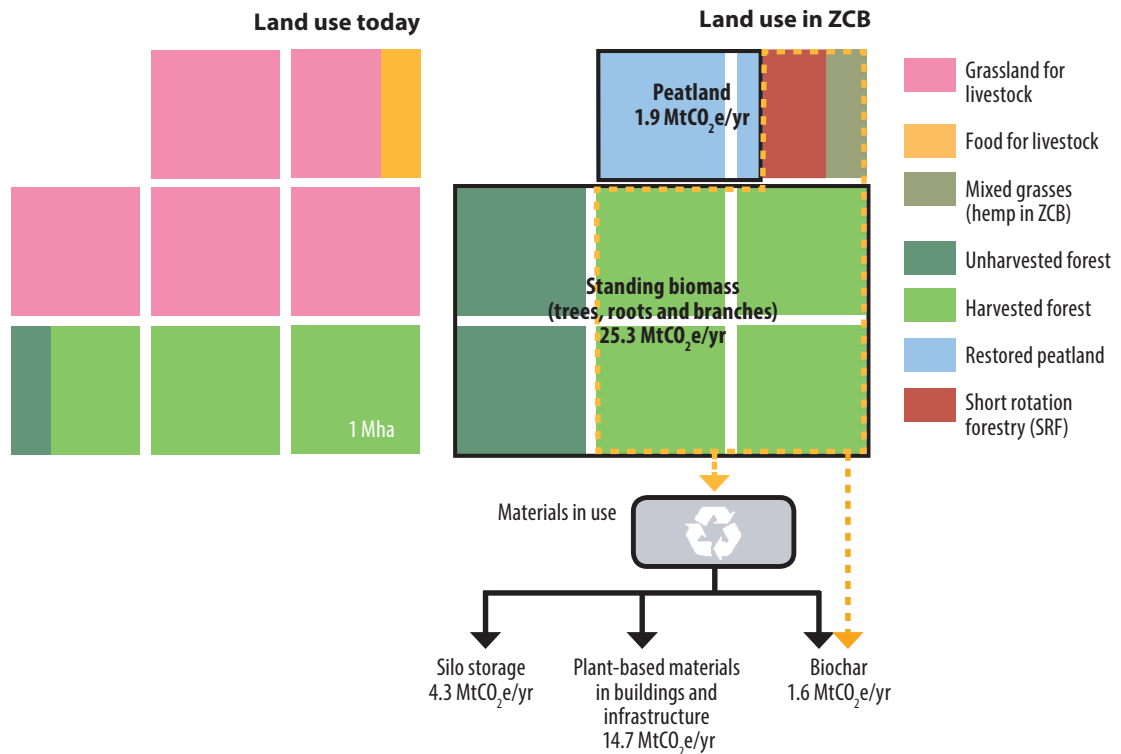 Land use today
Land use in ZCB
Peatland
1.9 MtCO₂e/yr
Grassland for
livestock
Food for livestock
Mixed grasses
(hemp in ZCB)
Unharvested forest
Harvested forest
Restored peatland
Short rotation
forestry (SRF)
Standing biomass
(trees, roots and branches)
25.3 MtCO₂e/yr
1 Mha
Materials in use
Silo storage
4.3 MtCO₂e/yr
Plant-based materials
in buildings and
infrastructure
14.7 MtCO₂e/yr
Biochar
1.6 MtCO₂e/yr